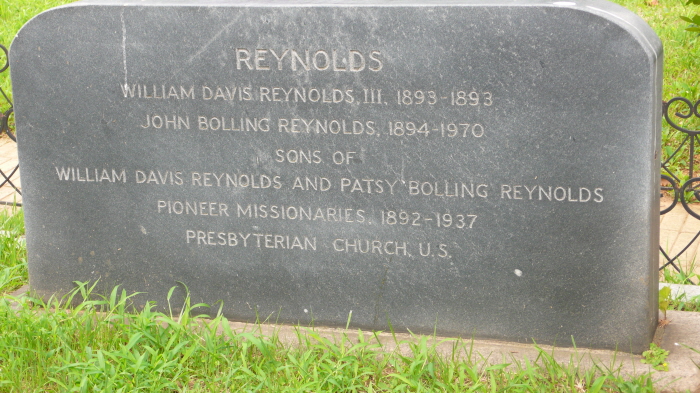 REYNOLDS
WILLIAM DAVIS REYNOLDS, III, 1893-1893
JOHN BOLLING REYNOLDS, 1894-1970
SONS OF
WILLIAM DAVIS REYNOLDS AND PATSY BOLLING REYNOLDS
PIONEER MISSIONARIES, 1892-1937
PRESBYTERIAN CHURCH, U.S.